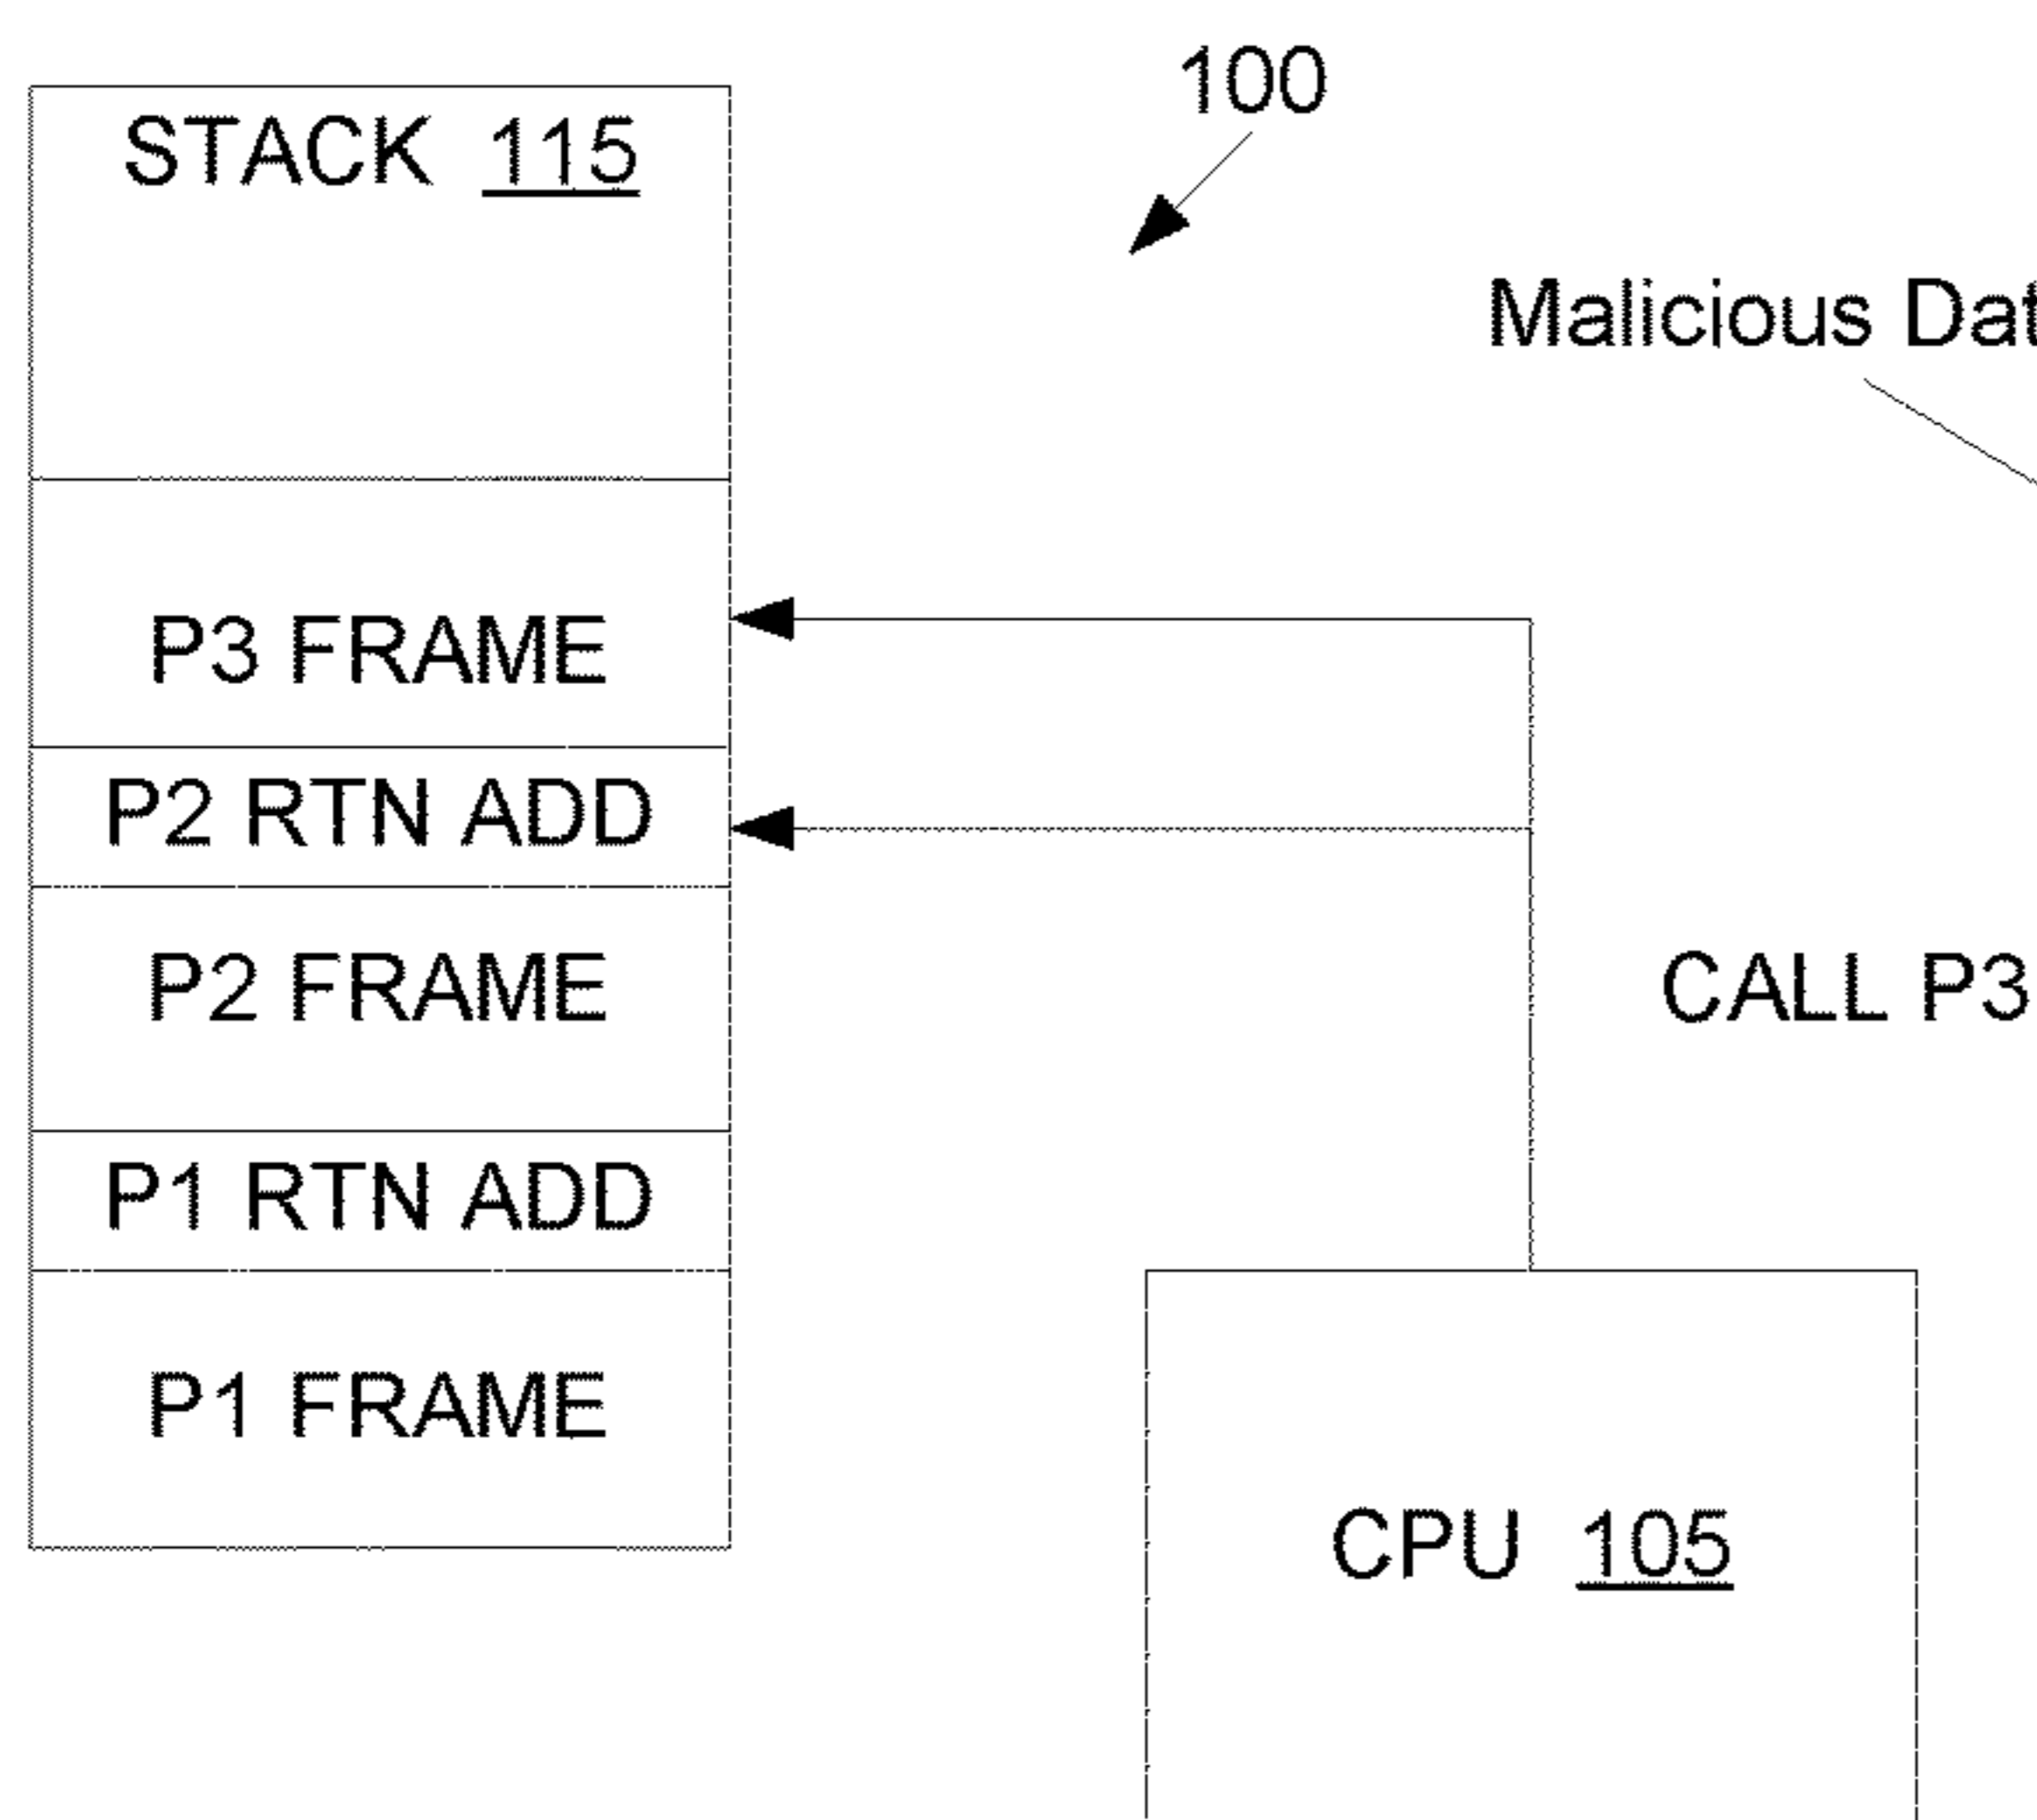 100
STACK 115
Malicious
P3 FRAME
P2 RTN ADD
P2 FRAME
CALL P3
P1 RTN ADD
P1 FRAME
CPU 105